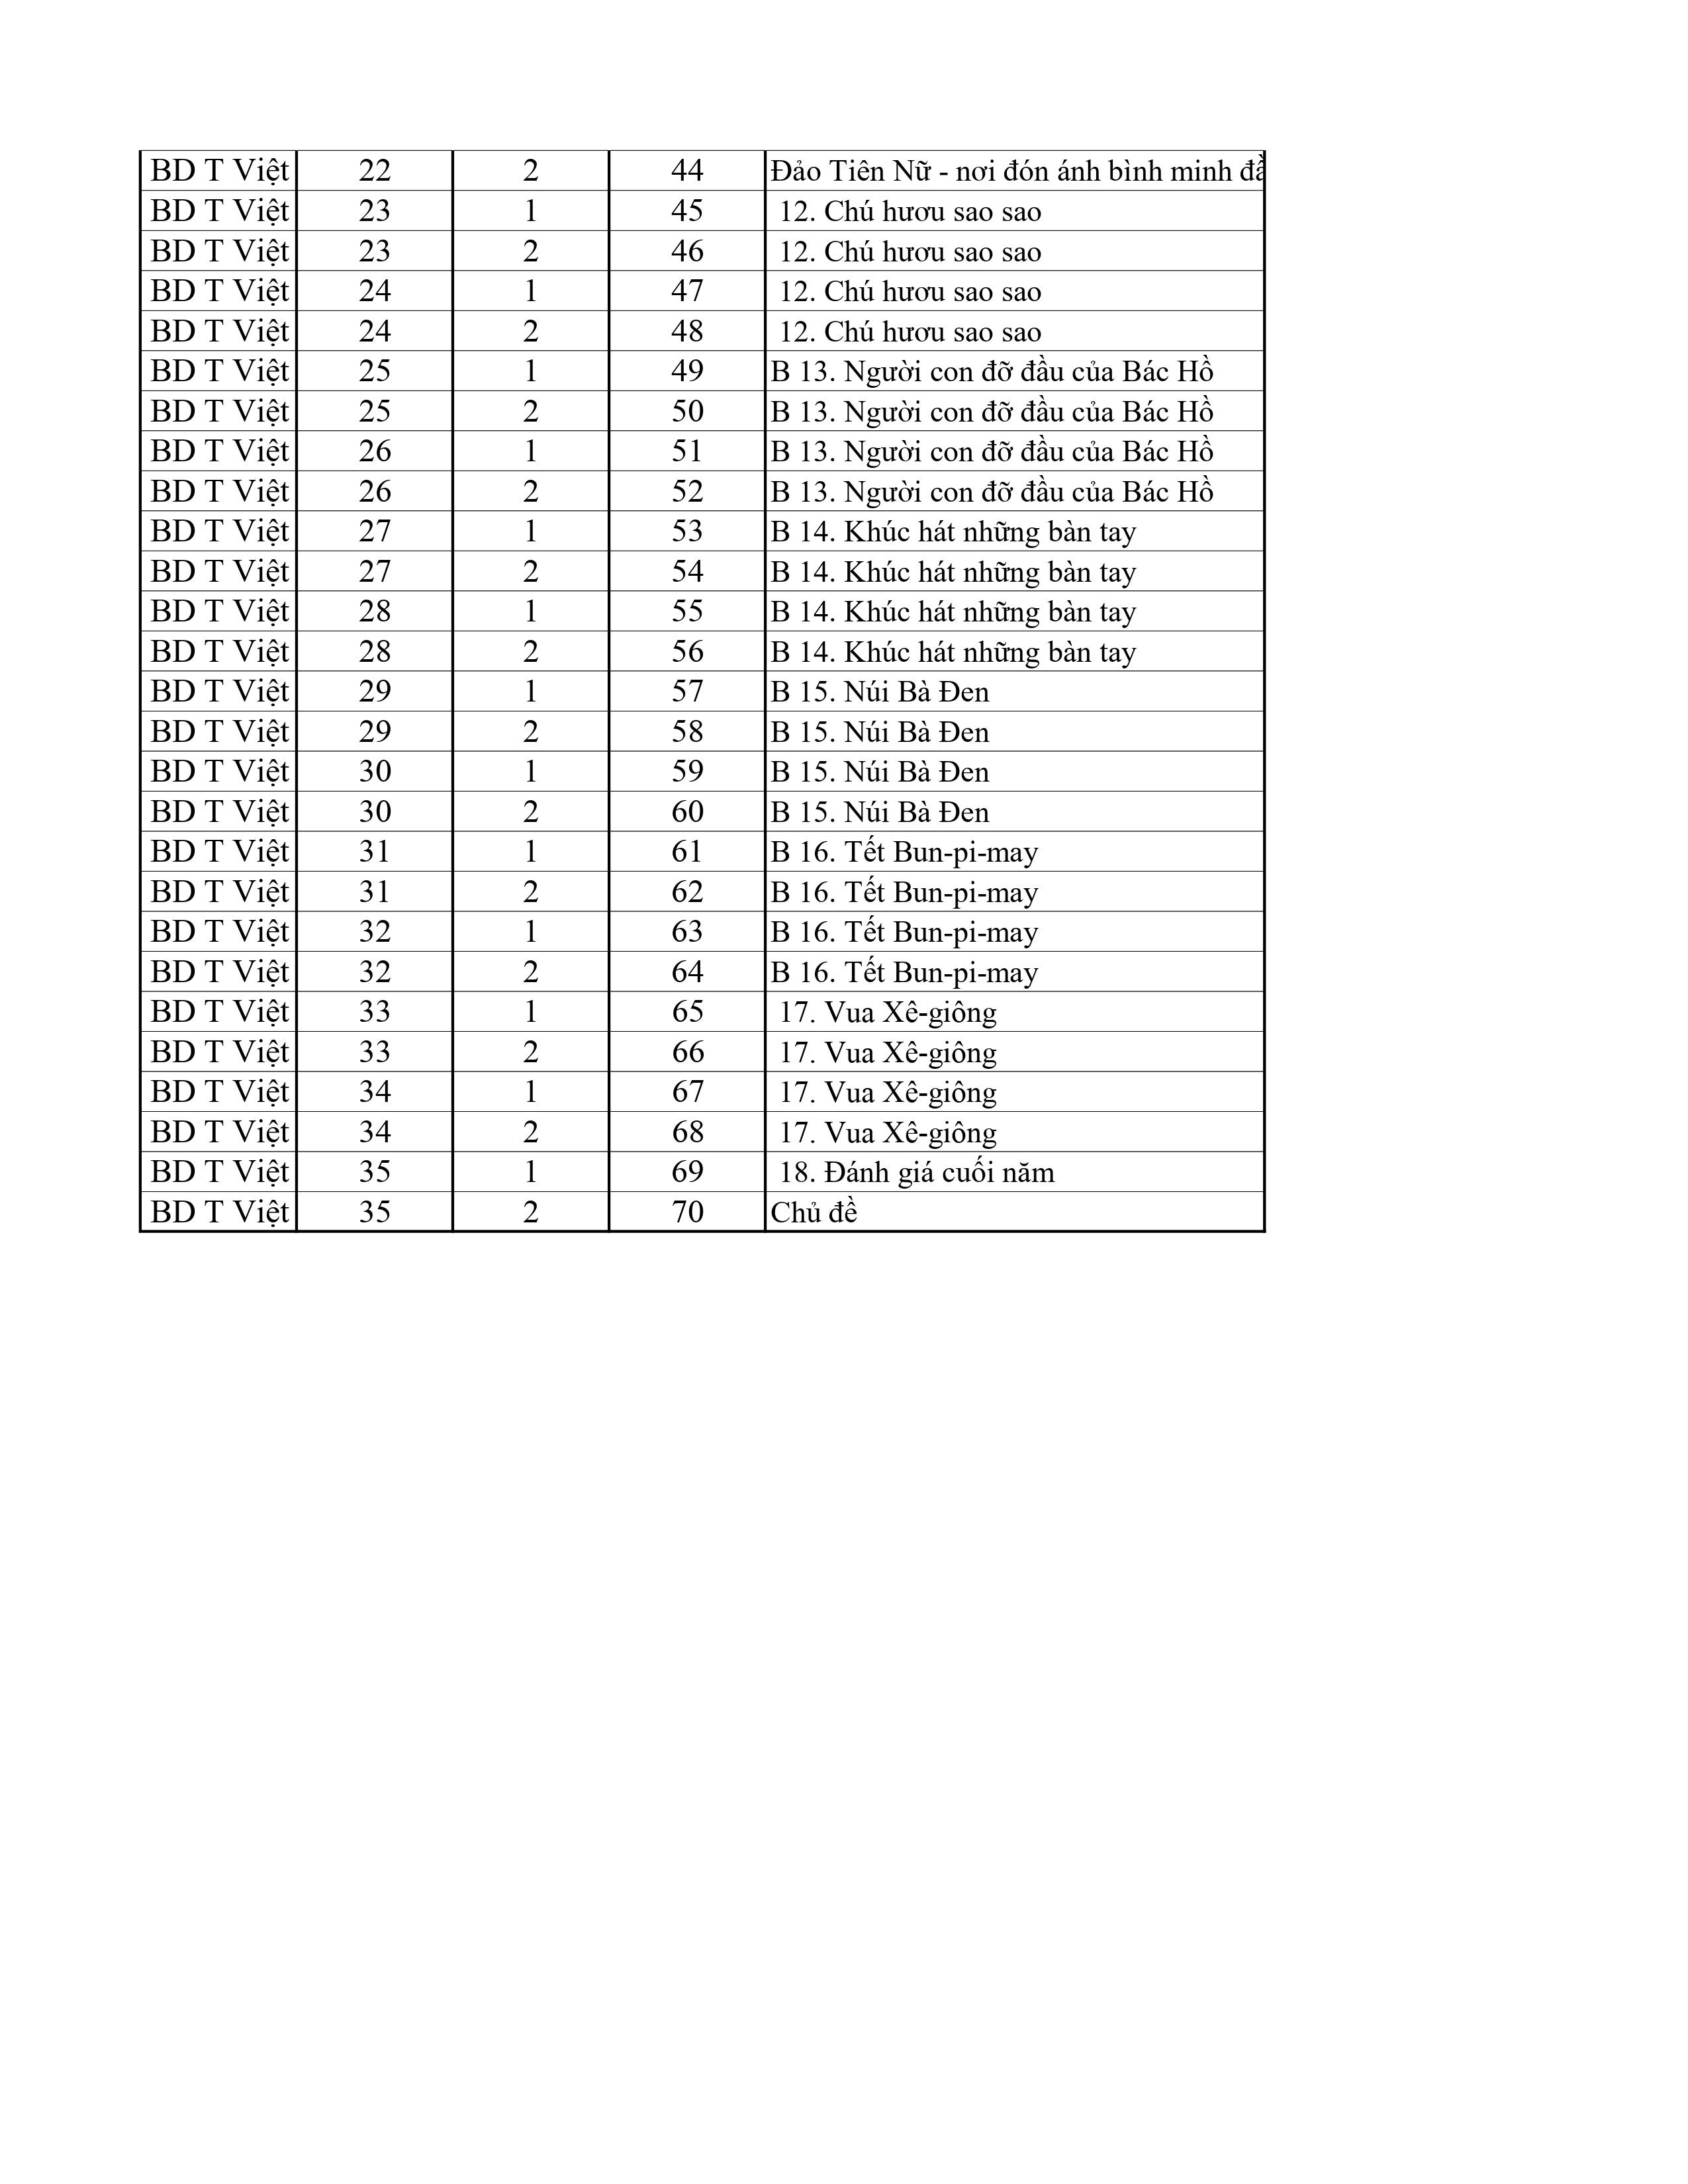 BD T Việt 22 2 44 Đảo Tiên Nữ - nơi đón ánh bình minh
BD T Việt 23 1 45 12. Chú hươu sao sao
BD T Việt 23 2 46 12. Chú hươu sao sao
BD T Việt 24 1 47 12. Chú hươu sao sao
BD T Việt 24 2 48 12. Chú hươu sao sao
BD T Việt 25 1 49 B 13. Người con đỡ đầu của Bác Hồ
BD T Việt 25 2 50 B 13. Người con đỡ đầu của Bác Hồ
BD T Việt 26 1 51 B 13. Người con đỡ đầu của Bác Hồ
BD T Việt 26 2 52 B 13. Người con đỡ đầu của Bác Hồ
BD T Việt 27 1 53 B 14. Khúc hát những bàn tay
BD T Việt 27 2 54 B 14. Khúc hát những bàn tay
BD T Việt 28 1 55 B 14. Khúc hát những bàn tay
BD T Việt 28 2 56 B 14. Khúc hát những bàn tay
BD T Việt 29 1 57 B 15. Núi Bà Đen
BD T Việt 29 2 58 B 15. Núi Bà Đen
BD T Việt 30 1 59 B 15. Núi Bà Đen
BD T Việt 30 2 60 B 15. Núi Bà Đen
BD T Việt 31 1 61 B 16. Tết Bun-pi-may
BD T Việt 31 2 62 B 16. Tết Bun-pi-may
BD T Việt 32 1 63 B 16. Tết Bun-pi-may
BD T Việt 32 2 64 B 16. Tết Bun-pi-may
BD T Việt 33 1 65 17. Vua Xê-giông
BD T Việt 33 2 66 17. Vua Xê-giông
BD T Việt 34 1 67 17. Vua Xê-giông
BD T Việt 34 2 68 17. Vua Xê-giông
BD T Việt 35 1 69 18. Đánh giá cuối năm
BD T Việt 35 2 70 Chủ đề